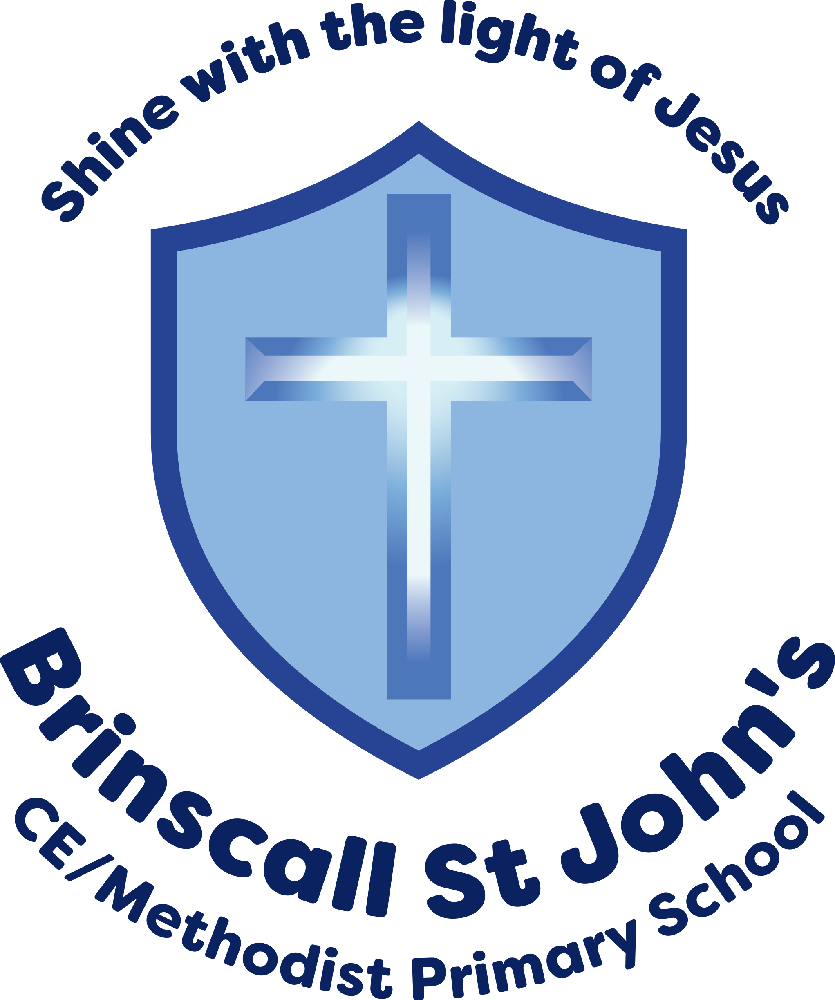 Shine with the light of Jesus
Brinscall St John's
CE/Methodist Primary School